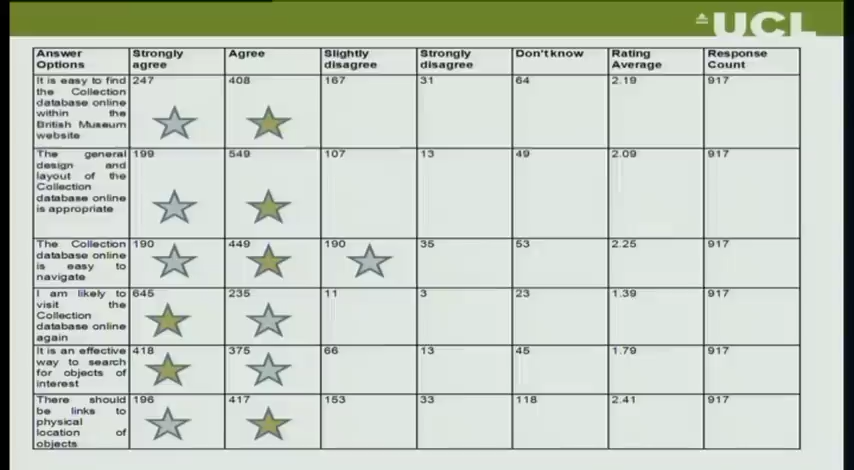 UCL
Answer Options Strongly agree Agree Slightly disagree Strongly disagree Don't know Rating Average Response Count
It is easy to find the Collection database online within the British Museum website 247 408 167 31 64 2.19 917
The general design and layout of the Collection database online is appropriate 199 549 107 13 49 2.09 917
The Collection database online is easy to navigate 190 449 190 35 53 2.25 917
I am likely to visit the Collection database online again 645 235 11 3 23 1.39 917
It is an effective way to search for objects of interest 418 375 66 13 45 1.79 917
There should be links to physical location of objects 196 417 153 33 118 2.41 917